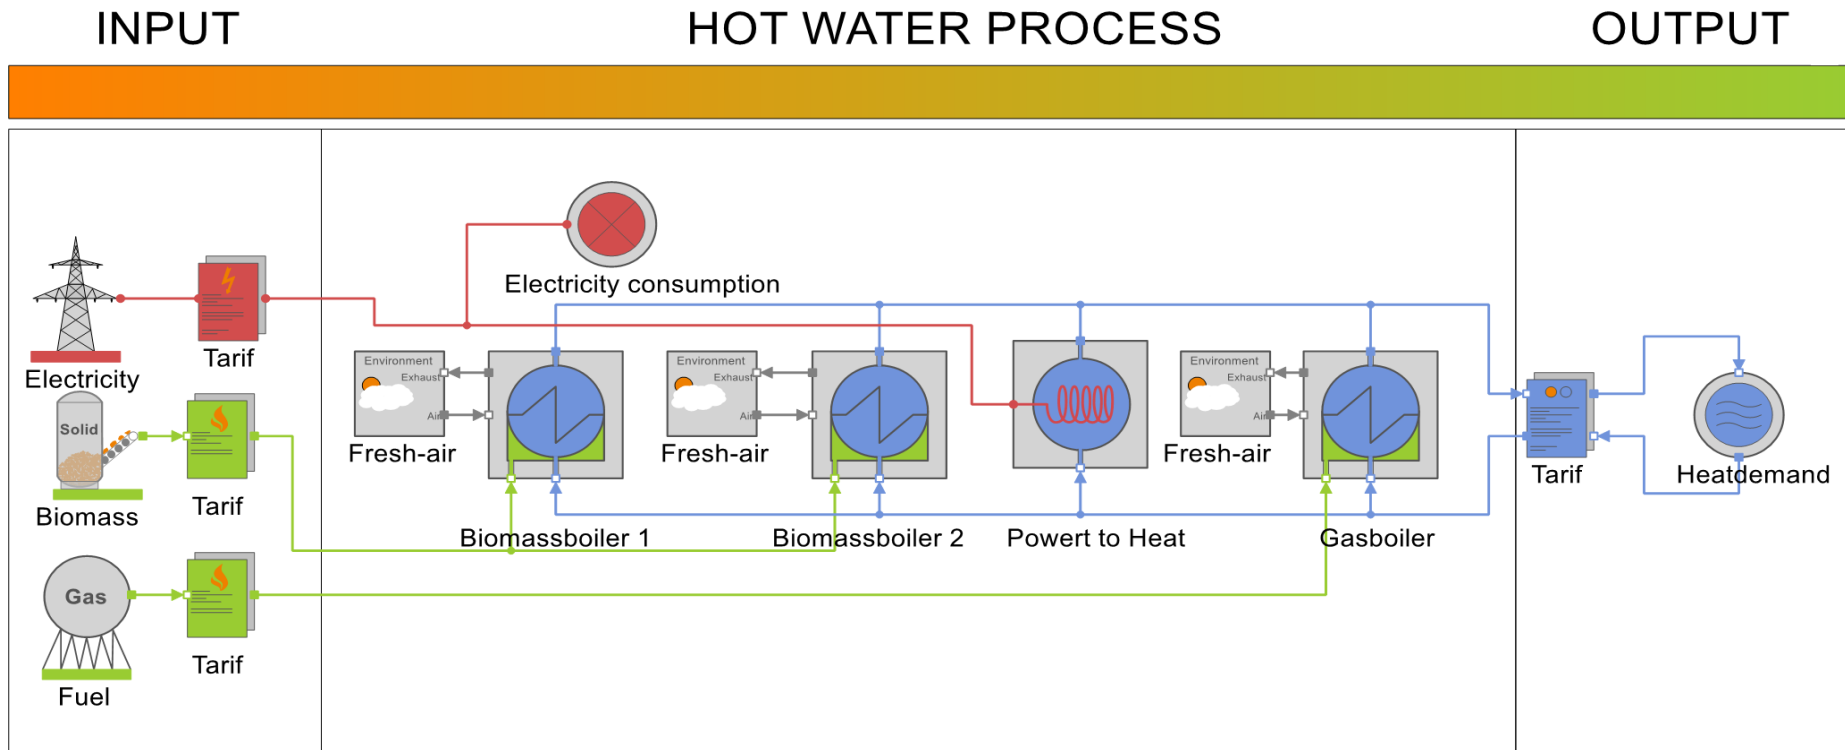 INPUT
HOT WATER PROCESS
OUTPUT
Electricity consumption
Electricity
Tarif
Environment
Exhaust
Air
Fresh-air
Environment
Exhaust
Air
Fresh-air
Environment
Exhaust
Air
Fresh-air
Solid
Biomass
Tarif
Biomassboiler 1
Biomassboiler 2
Powert to Heat
Gasboiler
Tarif
Heatdemand
Gas
Fuel
Tarif